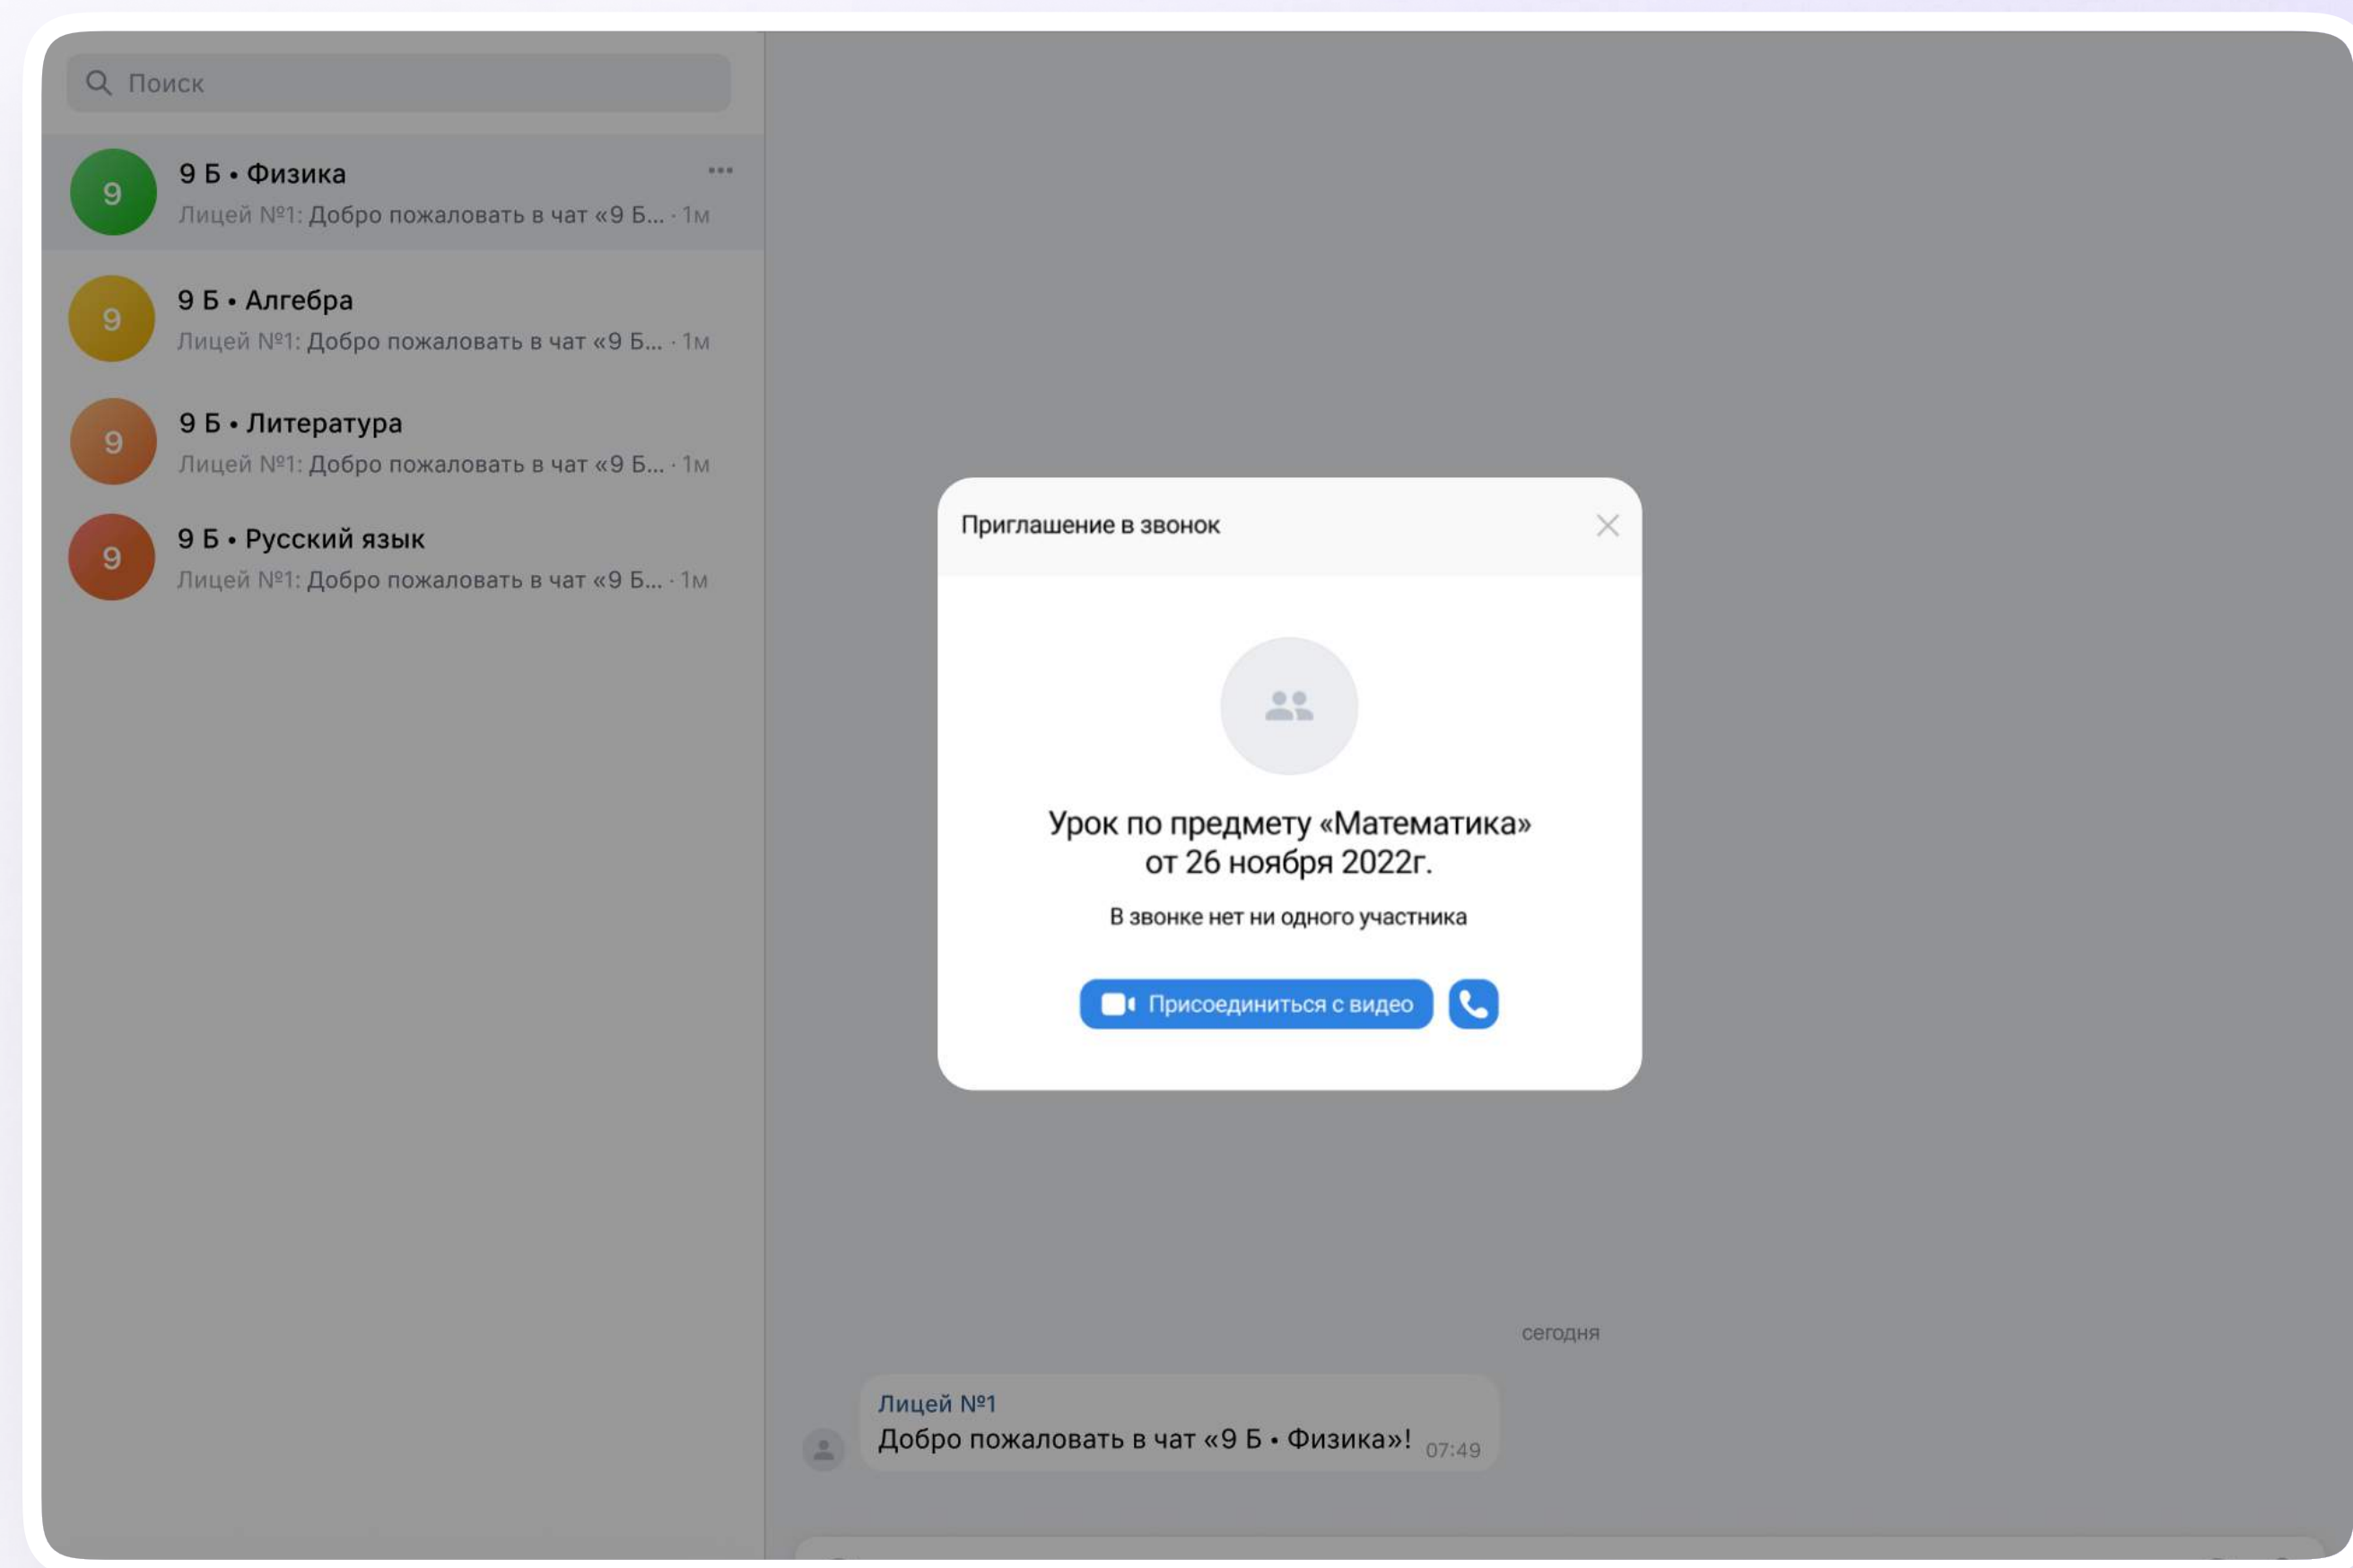 Поиск
9 Б • Физика
Лицей №1: Добро пожаловать в чат «9 Б... · 1м
9 Б • Алгебра
Лицей №1: Добро пожаловать в чат «9 Б... · 1м
9 Б • Литература
Лицей №1: Добро пожаловать в чат «9 Б... · 1м
9 Б • Русский язык
Лицей №1: Добро пожаловать в чат «9 Б... · 1м
9
9
9
9
Приглашение в звонок
Урок по предмету «Математика»
от 26 ноября 2022г.
В звонке нет ни одного участника
Присоединиться с видео
сегодня
Лицей №1
Добро пожаловать в чат «9 Б • Физика»! 07:49